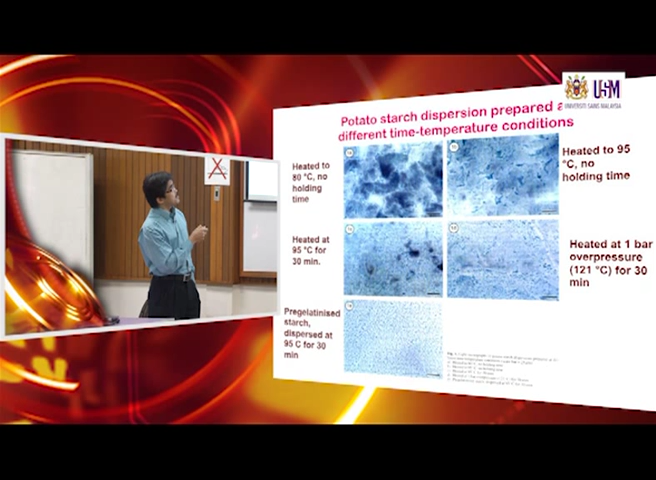 USM
UNIVERSITI SAINS MALAYSIA
Potato starch dispersion prepared
different time-temperature conditions
Heated to
80 °C, no
holding
time
Heated to 95
°C, no
holding time
Heated at
95 °C for
30 min.
Heated at 1 bar
overpressure
(121 °C) for 30
min
Pregelatinised
starch,
dispersed at
95 C for 30
min